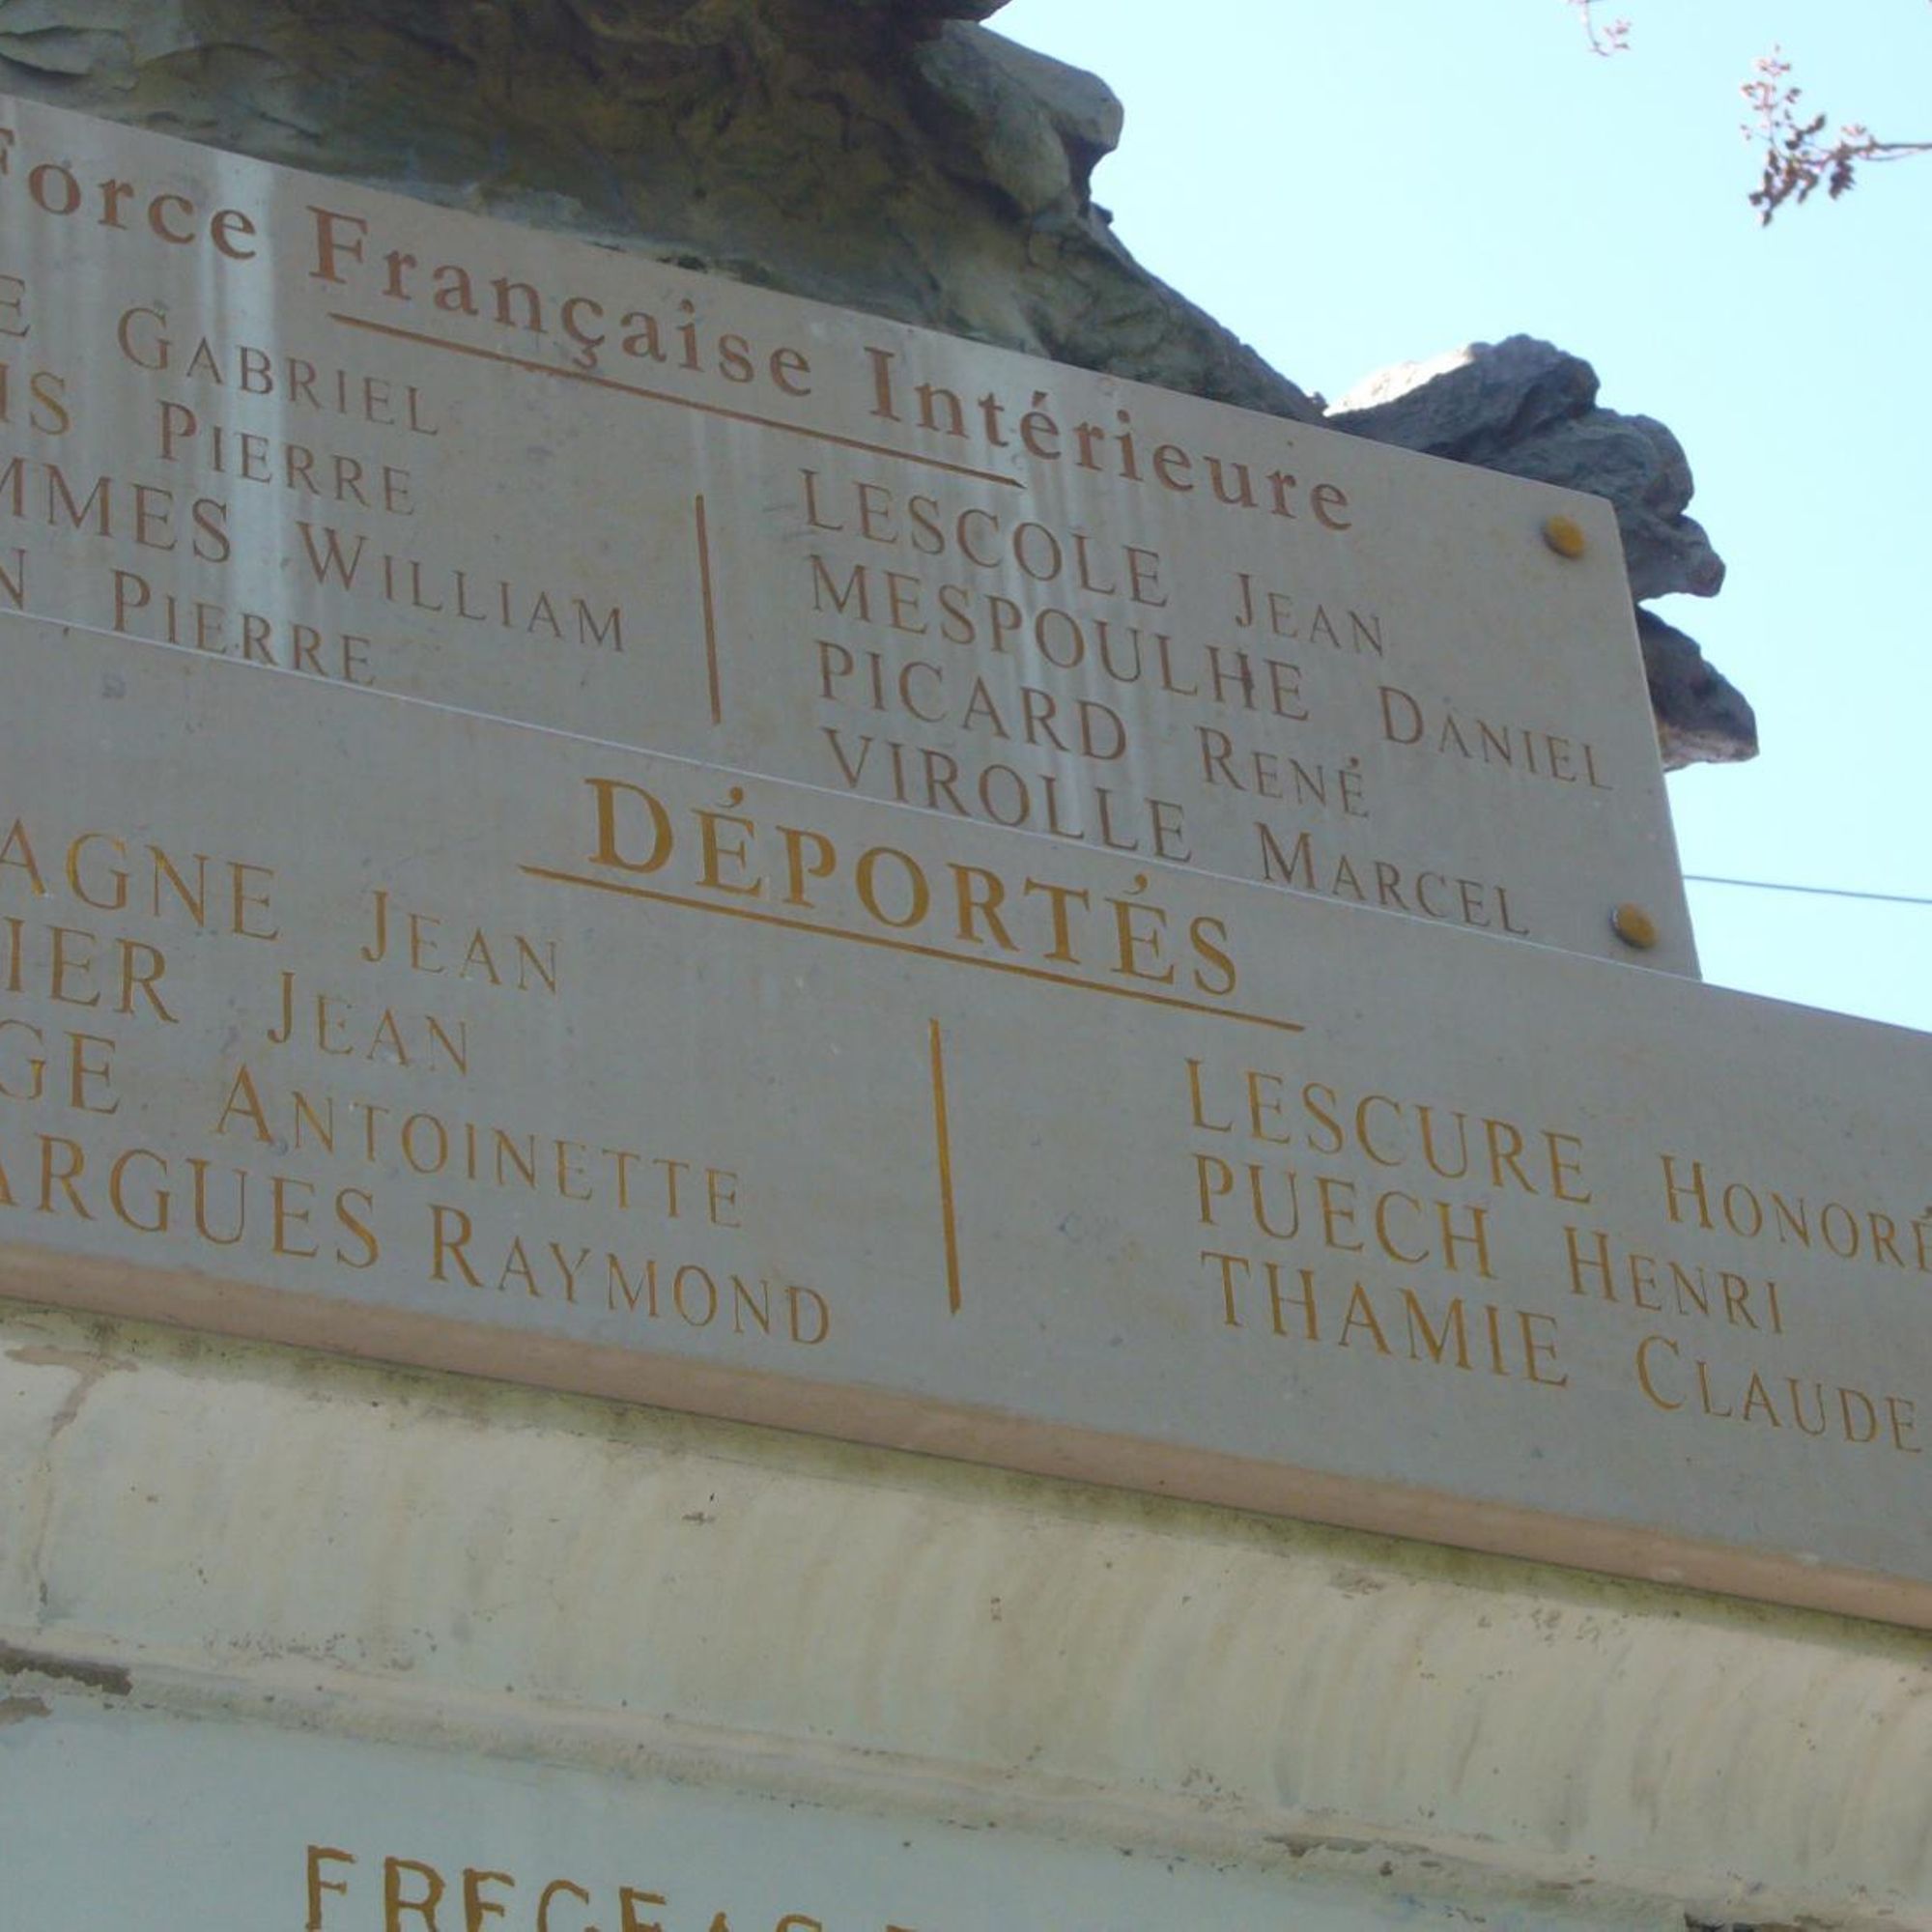 Force Française Intérieure
E GABRIEL
IS PIERRE
MMES WILLIAM
N PIERRE
LESCOLE JEAN
MESPOULHE DANIEL
PICARD RENÉ
VIROLLE MARCEL
DÉPORTÉS
AGNE JEAN
IER JEAN
GE ANTOINETTE
ARGUES RAYMOND
LESCURE HONORÉ
PUECH HENRI
THAMIE CLAUDE